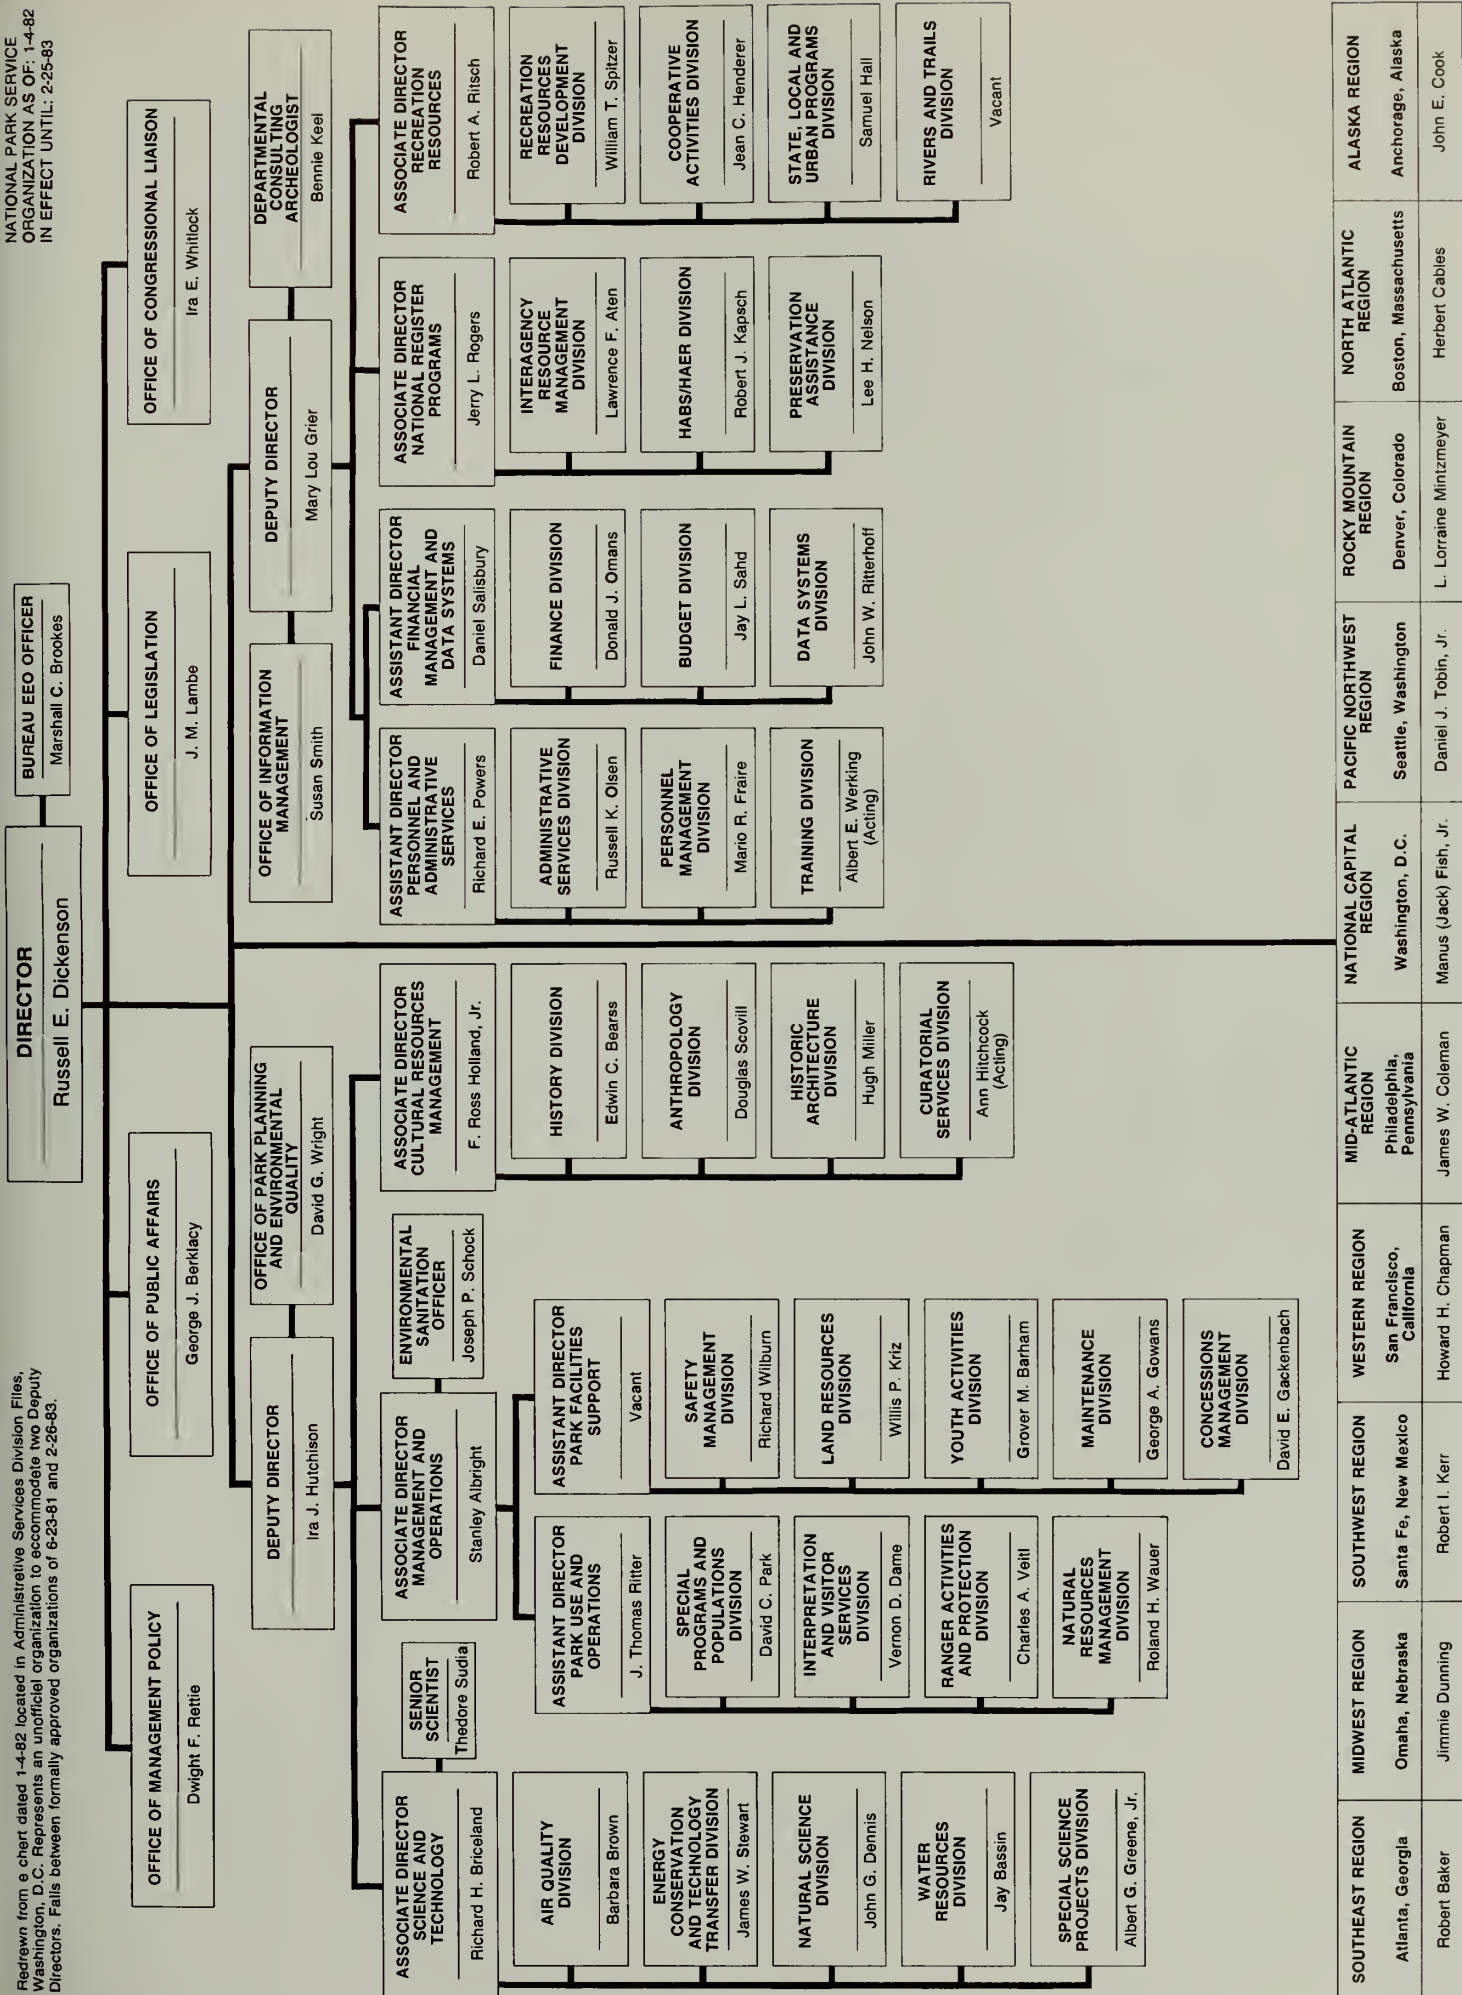 Redrewn from e chert dated 1-4-82 located in Administretive Services Division Files,
Washington, D.C. Represents an unofficiel organization to eccommodete two Deputy
Directors. Falls between formally approved organizations of 6-23-81 and 2-26-83.
NATIONAL PARK SERVICE
ORGANIZATION AS OF: 1-4-82
IN EFFECT UNTIL: 2-25-83
DIRECTOR
Russell E. Dickenson
BUREAU EEO OFFICER
Marshall C. Brookes
OFFICE OF MANAGEMENT POLICY
Dwight F. Rettie
OFFICE OF PUBLIC AFFAIRS
George J. Berklacy
OFFICE OF LEGISLATION
J. M. Lambe
OFFICE OF CONGRESSIONAL LIAISON
Ira E. Whitlock
DEPUTY DIRECTOR
Ira J. Hutchison
OFFICE OF PARK PLANNING
AND ENVIRONMENTAL
QUALITY
David G. Wright
OFFICE OF INFORMATION
MANAGEMENT
Susan Smith
DEPUTY DIRECTOR
Mary Lou Grier
DEPARTMENTAL
CONSULTING
ARCHEOLOGIST
Bennie Keel
ASSOCIATE DIRECTOR
SCIENCE AND
TECHNOLOGY
Richard H. Briceland
SENIOR
SCIENTIST
Thedore Sudia
AIR QUALITY
DIVISION
Barbara Brown
ENERGY
CONSERVATION
AND TECHNOLOGY
TRANSFER DIVISION
James W. Stewart
NATURAL SCIENCE
DIVISION
John G. Dennis
WATER
RESOURCES
DIVISION
Jay Bassin
SPECIAL SCIENCE
PROJECTS DIVISION
Albert G. Greene, Jr.
ASSOCIATE DIRECTOR
MANAGEMENT AND
OPERATIONS
Stanley Albright
ENVIRONMENTAL
SANITATION
OFFICER
Joseph P. Schock
ASSISTANT DIRECTOR
PARK USE AND
OPERATIONS
J. Thomas Ritter
SPECIAL
PROGRAMS AND
POPULATIONS
DIVISION
David C. Park
INTERPRETATION
AND VISITOR
SERVICES
DIVISION
Vernon D. Dame
RANGER ACTIVITIES
AND PROTECTION
DIVISION
Charles A. Veitl
NATURAL
RESOURCES
MANAGEMENT
DIVISION
Roland H. Wauer
ASSISTANT DIRECTOR
PARK FACILITIES
SUPPORT
Vacant
SAFETY
MANAGEMENT
DIVISION
Richard Wilburn
LAND RESOURCES
DIVISION
Willis P. Kriz
YOUTH ACTIVITIES
DIVISION
Grover M. Barham
MAINTENANCE
DIVISION
George A. Gowans
CONCESSIONS
MANAGEMENT
DIVISION
David E. Gackenbach
ASSOCIATE DIRECTOR
CULTURAL RESOURCES
MANAGEMENT
F. Ross Holland, Jr.
HISTORY DIVISION
Edwin C. Bearss
ANTHROPOLOGY
DIVISION
Douglas Scovill
HISTORIC
ARCHITECTURE
DIVISION
Hugh Miller
CURATORIAL
SERVICES DIVISION
Ann Hitchcock
(Acting)
ASSISTANT DIRECTOR
PERSONNEL AND
ADMINISTRATIVE
SERVICES
Richard E. Powers
ADMINISTRATIVE
SERVICES DIVISION
Russell K. Olsen
PERSONNEL
MANAGEMENT
DIVISION
Mario R. Fraire
TRAINING DIVISION
Albert E. Werking
(Acting)
ASSISTANT DIRECTOR
FINANCIAL
MANAGEMENT AND
DATA SYSTEMS
Daniel Salisbury
FINANCE DIVISION
Donald J. Omans
BUDGET DIVISION
Jay L. Sahd
DATA SYSTEMS
DIVISION
John W. Ritterhoff
ASSOCIATE DIRECTOR
NATIONAL REGISTER
PROGRAMS
Jerry L. Rogers
INTERAGENCY
RESOURCE
MANAGEMENT
DIVISION
Lawrence F. Aten
HABS/HAER DIVISION
Robert J. Kapsch
PRESERVATION
ASSISTANCE
DIVISION
Lee H. Nelson
ASSOCIATE DIRECTOR
RECREATION
RESOURCES
Robert A. Ritsch
RECREATION
RESOURCES
DEVELOPMENT
DIVISION
William T. Spitzer
COOPERATIVE
ACTIVITIES DIVISION
Jean C. Henderer
STATE, LOCAL AND
URBAN PROGRAMS
DIVISION
Samuel Hall
RIVERS AND TRAILS
DIVISION
Vacant
SOUTHEAST REGION
Atlanta, Georgia
Robert Baker
MIDWEST REGION
Omaha, Nebraska
Jimmie Dunning
SOUTHWEST REGION
Santa Fe, New Mexico
Robert I. Kerr
WESTERN REGION
San Francisco,
California
Howard H. Chapman
MID-ATLANTIC
REGION
Philadelphia,
Pennsylvania
James W. Coleman
NATIONAL CAPITAL
REGION
Washington, D.C.
Manus (Jack) Fish, Jr.
PACIFIC NORTHWEST
REGION
Seattle, Washington
Daniel J. Tobin, Jr.
ROCKY MOUNTAIN
REGION
Denver, Colorado
L. Lorraine Mintzmeyer
NORTH ATLANTIC
REGION
Boston, Massachusetts
Herbert Cables
ALASKA REGION
Anchorage, Alaska
John E. Cook